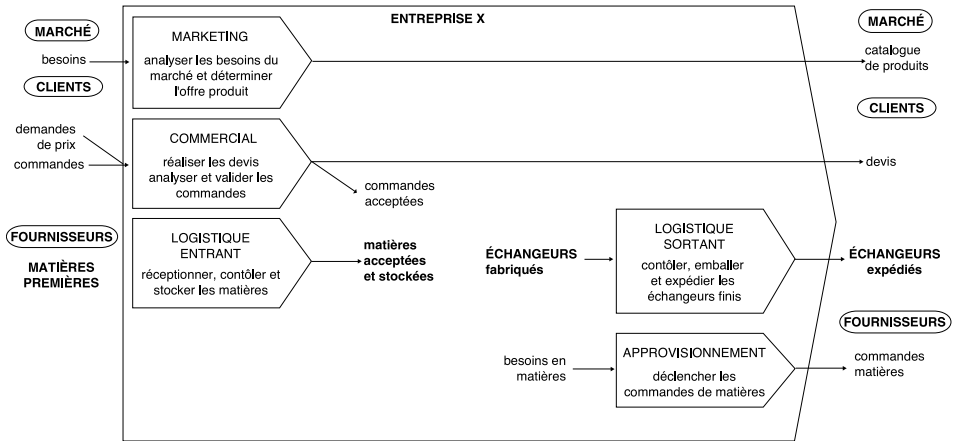 ENTREPRISE X
MARCHÉ
besoins
CLIENTS
demandes
de prix
commandes
FOURNISSEURS
MATIÈRES
PREMIÈRES
MARKETING
analyser les besoins du
marché et déterminer
l'offre produit
COMMERCIAL
réaliser les devis
analyser et valider les
commandes
commandes
acceptées
LOGISTIQUE
ENTRANT
réceptionner, contôler et
stocker les matières
matières
acceptées
et stockées
ÉCHANGEURS
fabriqués
LOGISTIQUE
SORTANT
contôler, emballer
et expédier les
échangeurs finis
besoins en
matières
APPROVISIONNEMENT
déclencher les
commandes de matières
MARCHÉ
catalogue
de produits
CLIENTS
devis
ÉCHANGEURS
expédiés
FOURNISSEURS
commandes
matières